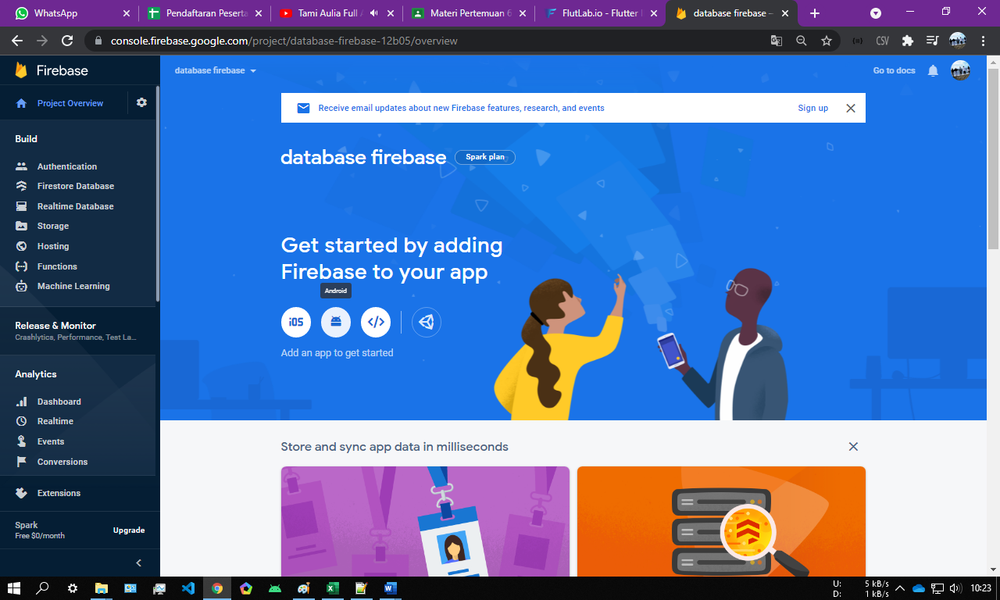 WhatsApp
Pendaftaran Peserta
Tami Aulia Full A
Materi Pertemuan 6
FlutLab.io - Flutter
database firebase –
console.firebase.google.com/project/database-firebase-12b05/overview
CSV
Firebase
database firebase
Go to docs
Project Overview
Receive email updates about new Firebase features, research, and events
Sign up
Build
database firebase
Spark plan
Authentication
Firestore Database
Realtime Database
Storage
Hosting
Functions
Machine Learning
Get started by adding
Firebase to your app
Android
iOS
</>
Add an app to get started
Release & Monitor
Crashlytics, Performance, Test La...
Analytics
Dashboard
Realtime
Events
Conversions
Store and sync app data in milliseconds
Extensions
Spark
Free $0/month
Upgrade
U: 5 kB/s
D: 1 kB/s
10:23